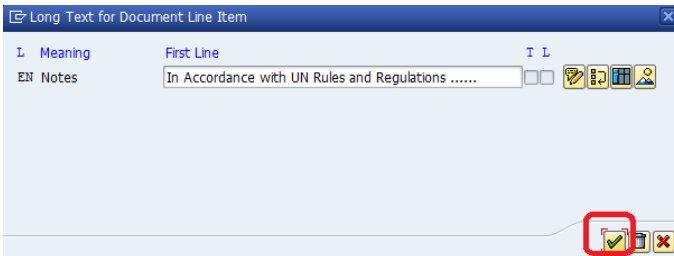 Long Text for Document Line Item
L Meaning First Line T L
EN Notes In Accordance with UN Rules and Regulations ......